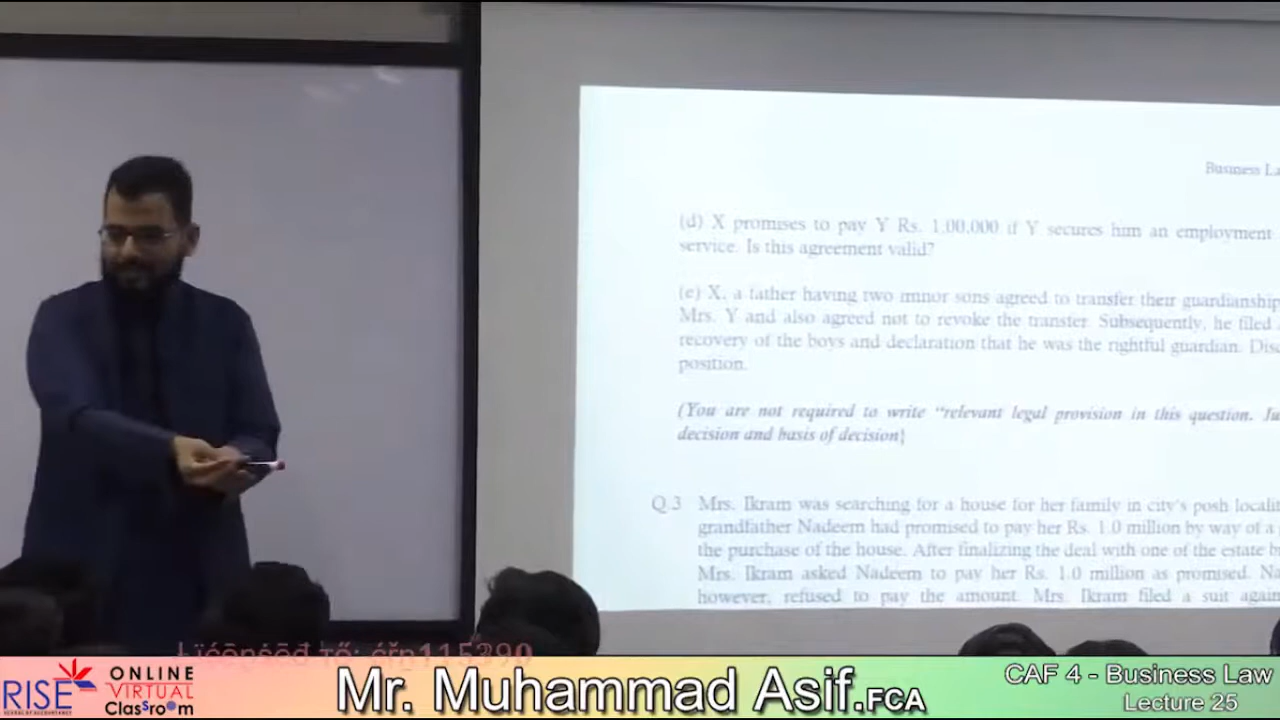 Business La
(d) X promises to pay Y Rs. 1,00,000 if Y secures him an employment
service. Is this agreement valid?
(e) X, a father having two minor sons agreed to transfer their guardianship
Mrs. Y and also agreed not to revoke the transfer. Subsequently, he filed
recovery of the boys and declaration that he was the rightful guardian. Disc
position.
(You are not required to write “relevant legal provision in this question. Ju
decision and basis of decision)
Q.3 Mrs. Ikram was searching for a house for her family in city's posh locali
grandfather Nadeem had promised to pay her Rs. 1.0 million by way of a
the purchase of the house. After finalizing the deal with one of the estate b
Mrs. Ikram asked Nadeem to pay her Rs. 1.0 million as promised. Na
however, refused to pay the amount. Mrs. Ikram filed a suit again
RISE
SCHOOL OF ACCOUNTANCY
ONLINE
VIRTUAL
Classroom
Mr. Muhammad Asif.FCA
CAF 4 - Business Law
Lecture 25